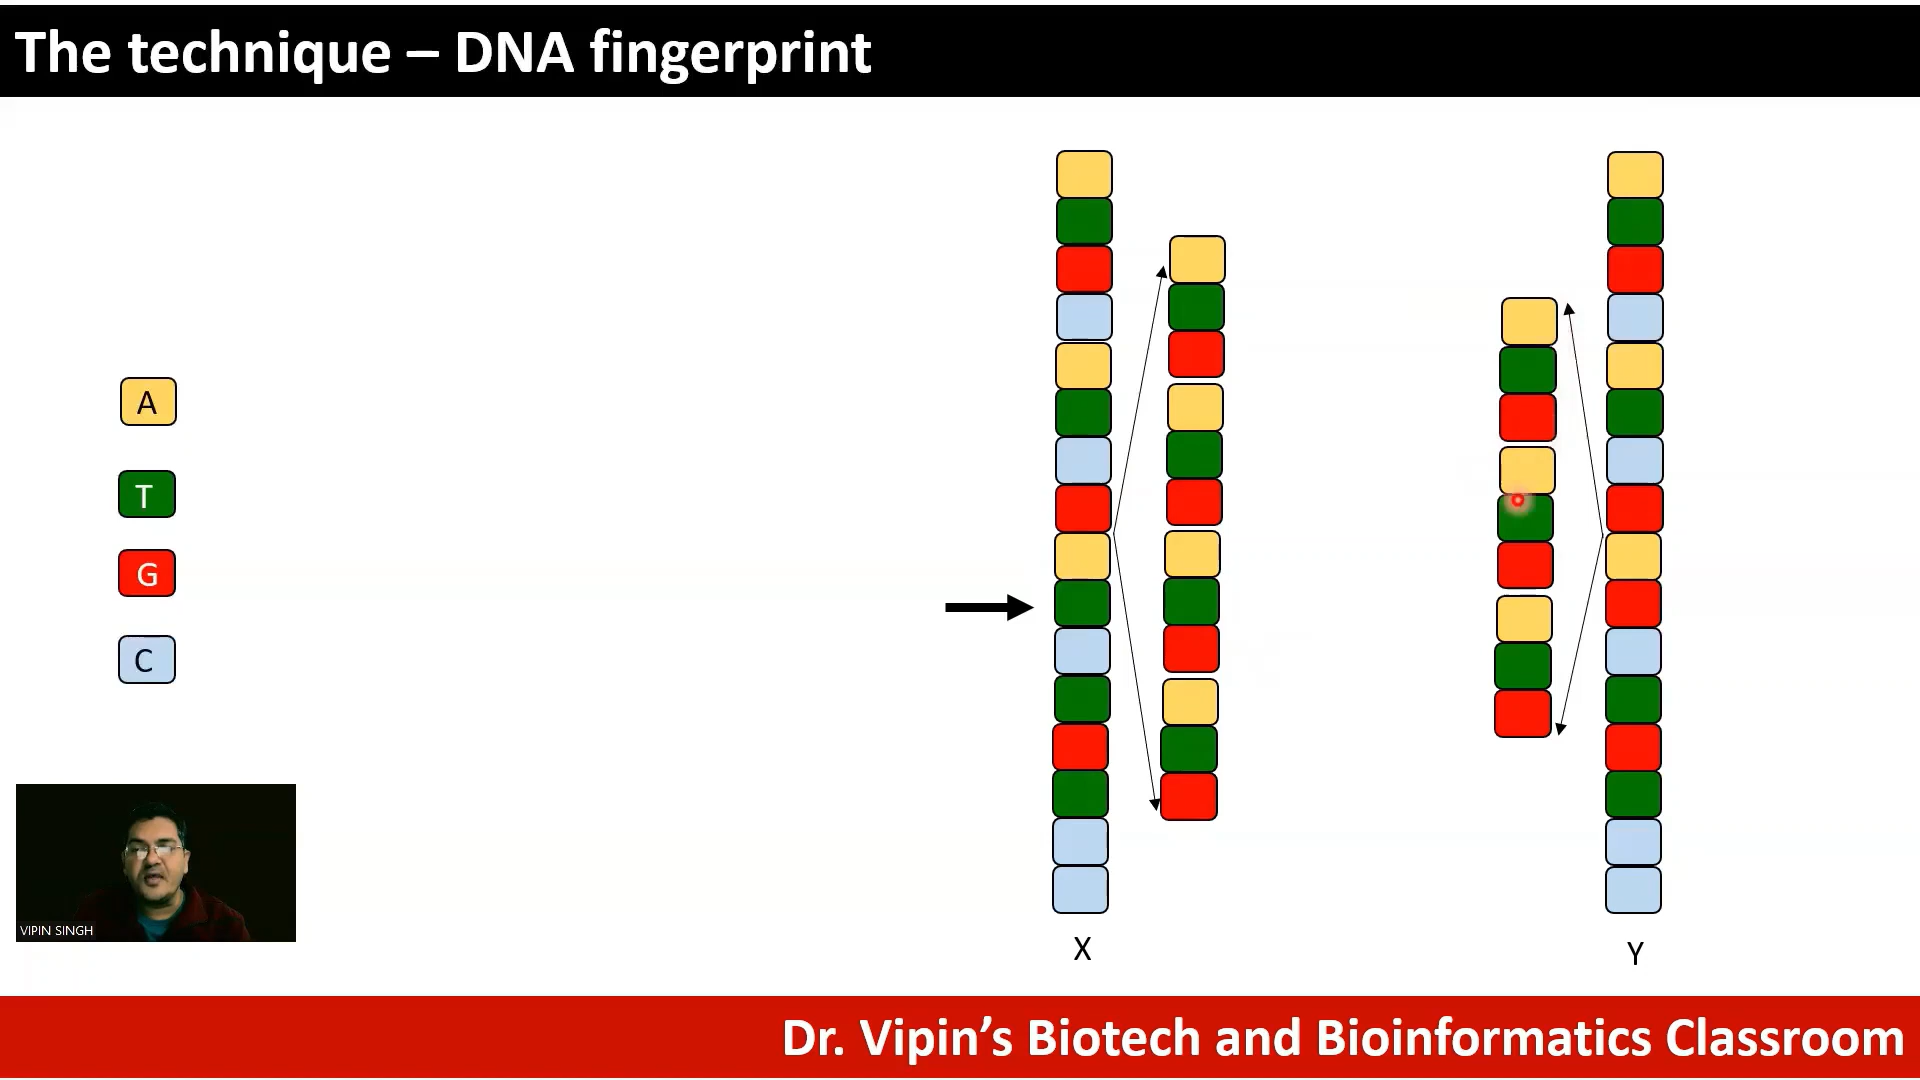 The technique – DNA fingerprint
A
T
G
C
VIPIN SINGH
X
Y
Dr. Vipin’s Biotech and Bioinformatics Classroom